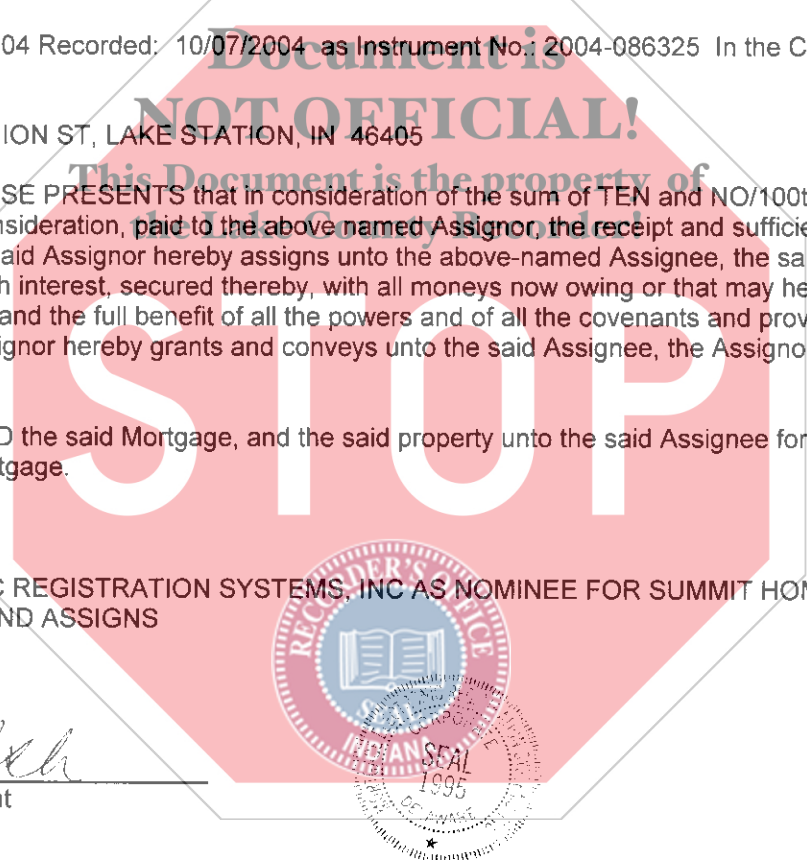 04 Recorded: 10/07/2004 as Instrument No.: 2004-086325 In the C
Document is
NOT OFFICIAL!
ION ST, LAKE STATION, IN 46405
This Document is the property of
SE PRESENTS that in consideration of the sum of TEN and NO/100t
the Lake County Recorder!
nsideration, paid to the above named Assignor, the receipt and sufficie
aid Assignor hereby assigns unto the above-named Assignee, the sa
h interest, secured thereby, with all moneys now owing or that may he
and the full benefit of all the powers and of all the covenants and prov
ignor hereby grants and conveys unto the said Assignee, the Assigno
STOP
D the said Mortgage, and the said property unto the said Assignee for
tgage.
C REGISTRATION SYSTEMS, INC AS NOMINEE FOR SUMMIT HOM
ND ASSIGNS
RECORDER'S OFFICE
SEAL
INDIANA
CORPORATE
SEAL
1995
DELAWARE
nt